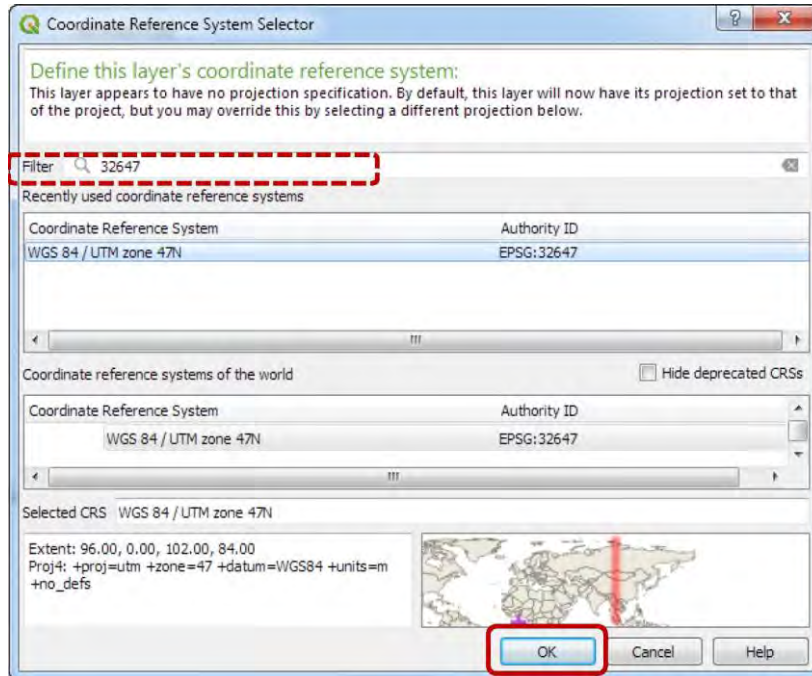 Coordinate Reference System Selector
Define this layer's coordinate reference system:
This layer appears to have no projection specification. By default, this layer will now have its projection set to that
of the project, but you may override this by selecting a different projection below.
Filter 32647
Recently used coordinate reference systems
Coordinate Reference System Authority ID
WGS 84 / UTM zone 47N EPSG:32647
Coordinate reference systems of the world Hide deprecated CRSs
Coordinate Reference System Authority ID
WGS 84 / UTM zone 47N EPSG:32647
Selected CRS WGS 84 / UTM zone 47N
Extent: 96.00, 0.00, 102.00, 84.00
Proj4: +proj=utm +zone=47 +datum=WGS84 +units=m
+no_defs
OK Cancel Help